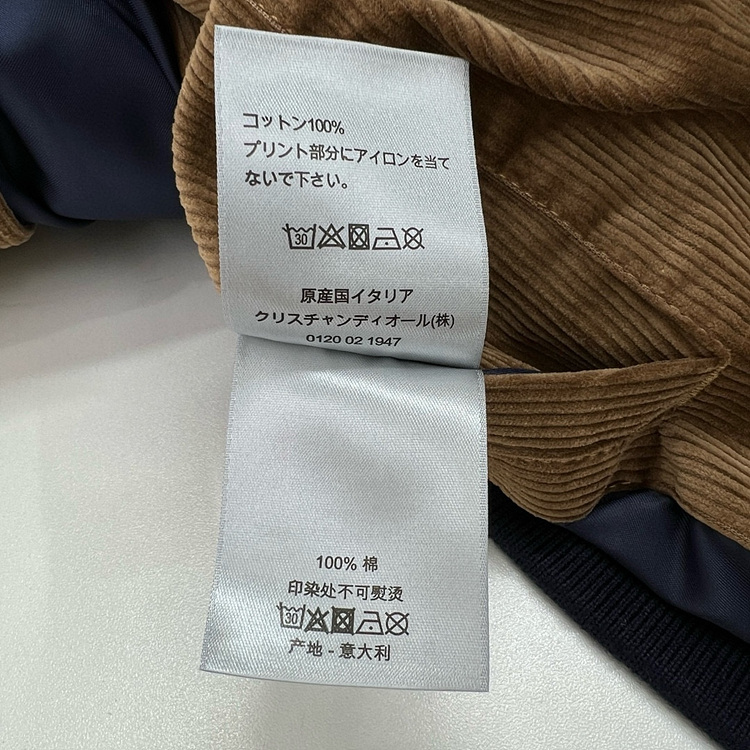 コットン100%
プリント部分にアイロンを当て
ないで下さい。
30
原産国イタリア
クリスチャンディオール(株)
0120 02 1947
100% 棉
印染处不可熨烫
30
产地 - 意大利